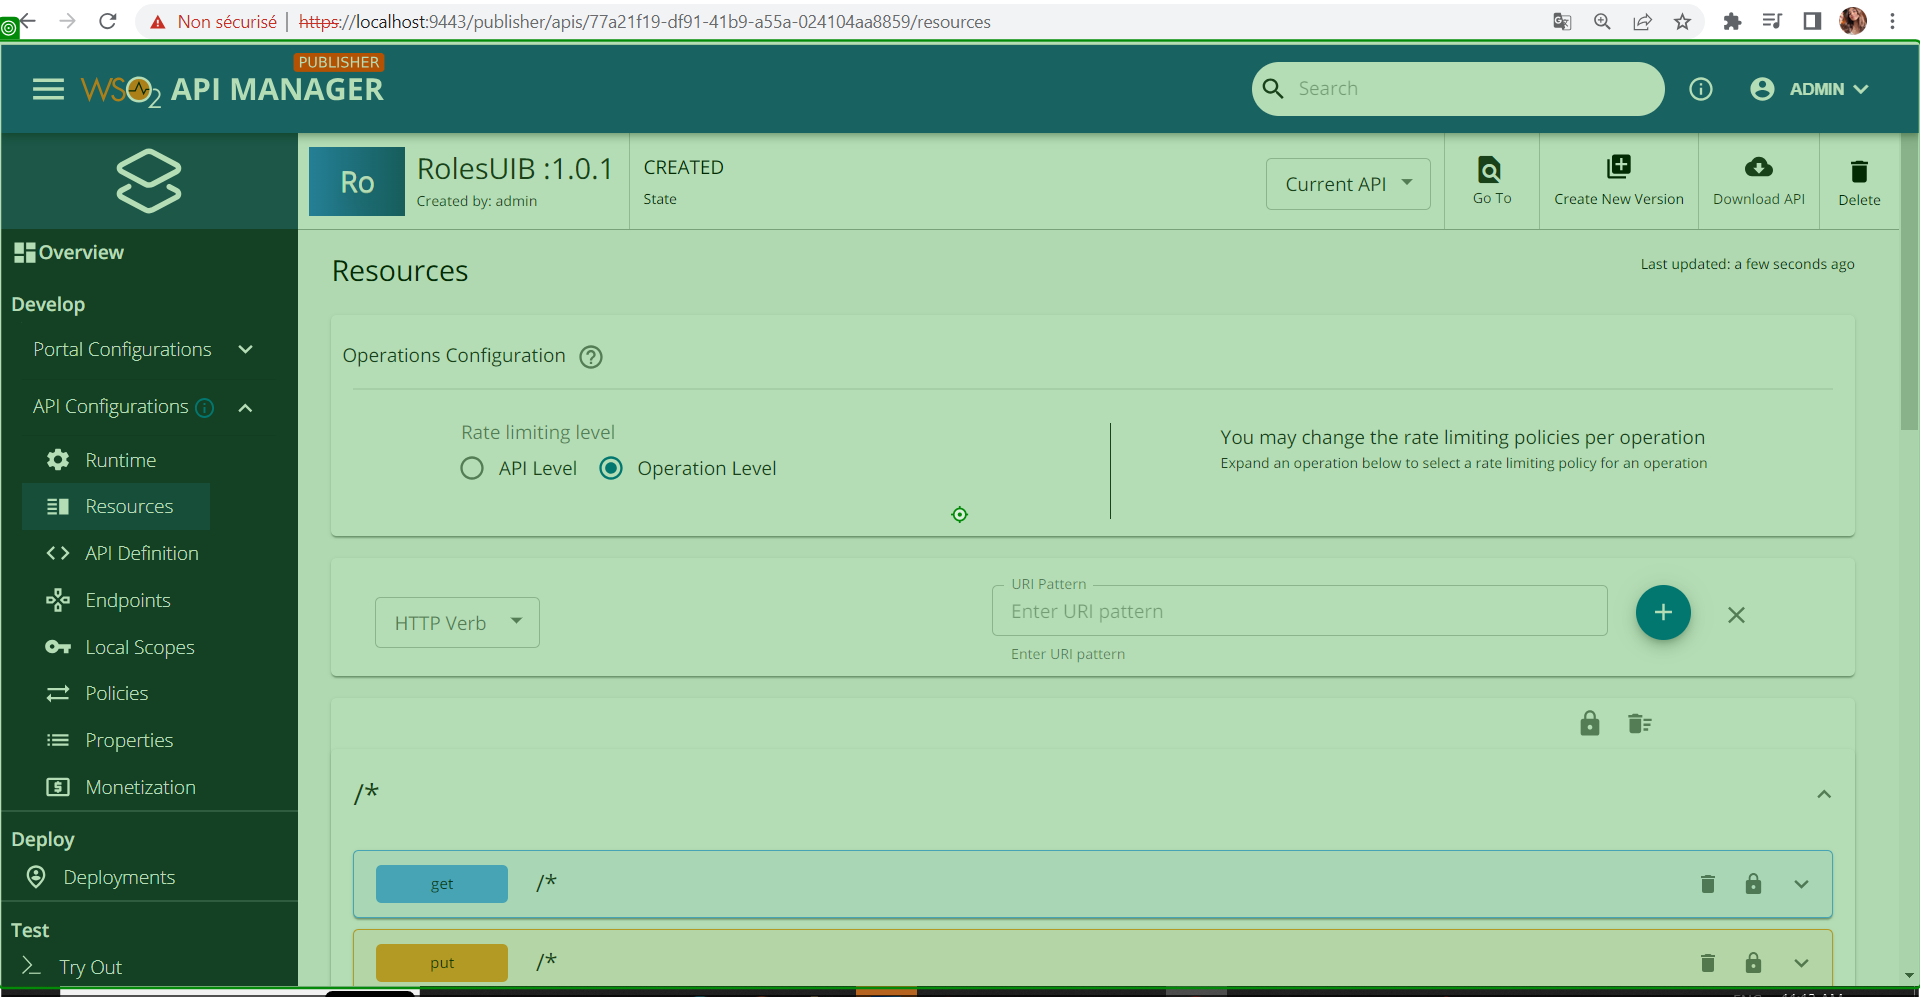 Non sécurisé | https://localhost:9443/publisher/apis/77a21f19-df91-41b9-a55a-024104aa8859/resources
PUBLISHER
WSO2 API MANAGER
Search
ADMIN
Ro
RolesUIB :1.0.1
Created by: admin
CREATED
State
Current API
Go To
Create New Version
Download API
Delete
Overview
Develop
Portal Configurations
API Configurations
Runtime
Resources
API Definition
Endpoints
Local Scopes
Policies
Properties
Monetization
Deploy
Deployments
Test
Try Out
Resources
Last updated: a few seconds ago
Operations Configuration
Rate limiting level
API Level
Operation Level
You may change the rate limiting policies per operation
Expand an operation below to select a rate limiting policy for an operation
HTTP Verb
URI Pattern
Enter URI pattern
Enter URI pattern
/*
get /*
put /*